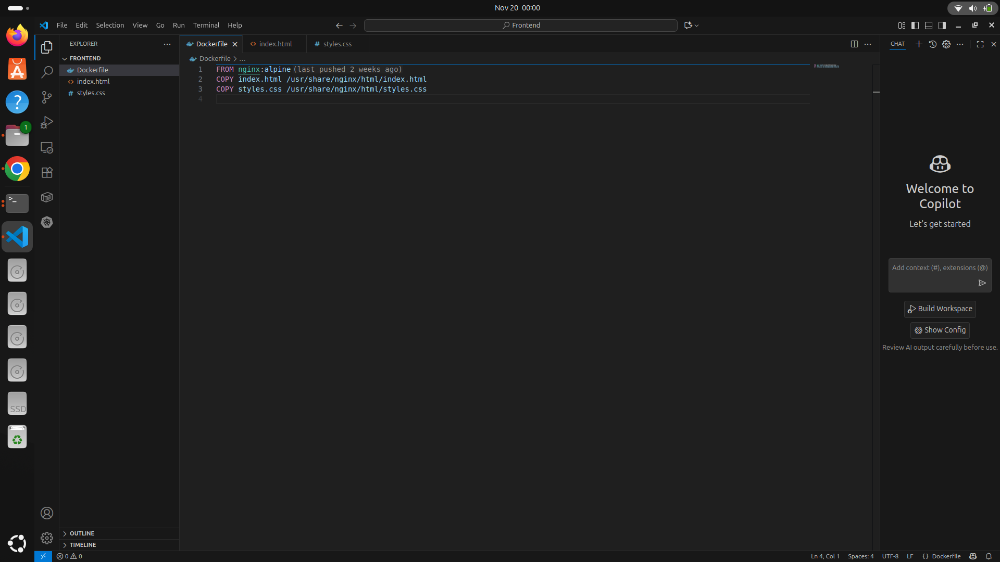 Nov 20 00:00
File Edit Selection View Go Run Terminal Help
Frontend
EXPLORER
FRONTEND
Dockerfile
index.html
styles.css
OUTLINE
TIMELINE
Dockerfile
index.html
styles.css
Dockerfile > ...
1 FROM nginx:alpine (last pushed 2 weeks ago)
2 COPY index.html /usr/share/nginx/html/index.html
3 COPY styles.css /usr/share/nginx/html/styles.css
4
CHAT
Welcome to
Copilot
Let's get started
Add context (#), extensions (@)
Build Workspace
Show Config
Review AI output carefully before use.
1
>_
SSD
0 0
Ln 4, Col 1 Spaces: 4 UTF-8 LF {} Dockerfile